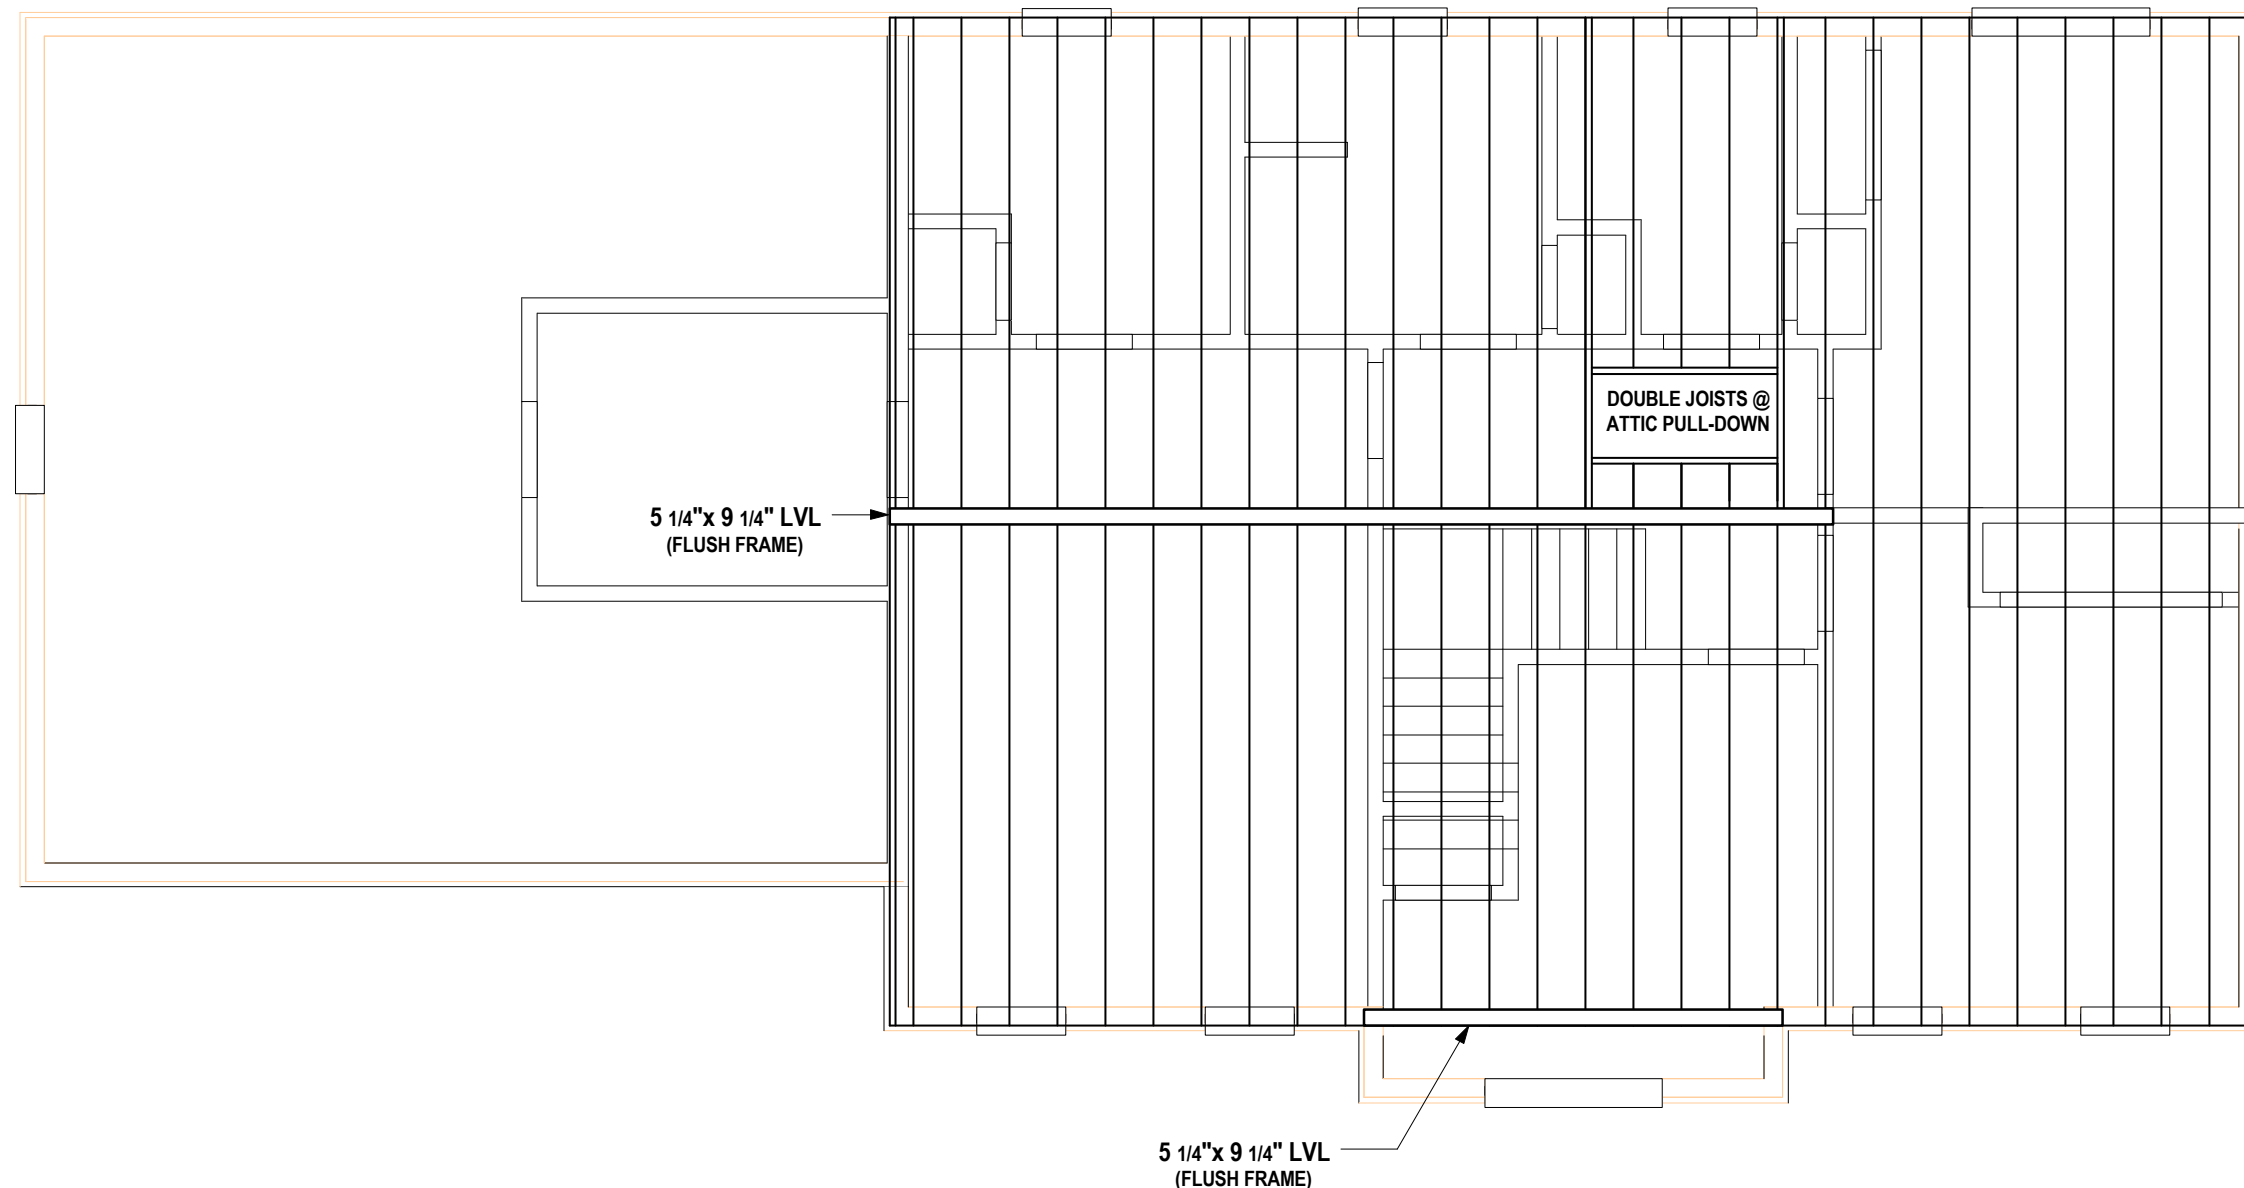 DOUBLE JOISTS @
ATTIC PULL-DOWN
5 1/4"x 9 1/4" LVL
(FLUSH FRAME)
5 1/4"x 9 1/4" LVL
(FLUSH FRAME)